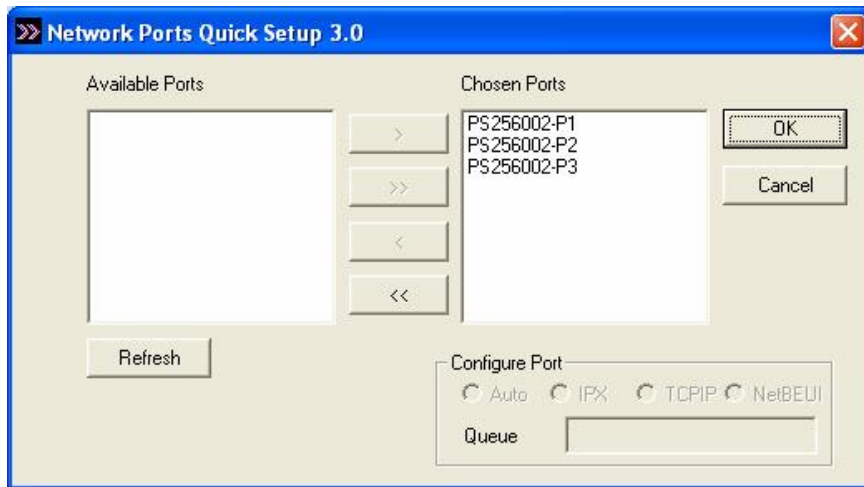 Network Ports Quick Setup 3.0
Available Ports
Chosen Ports
PS256002-P1
PS256002-P2
PS256002-P3
>
>>
<
<<
OK
Cancel
Refresh
Configure Port
Auto IPX TCPIP NetBEUI
Queue